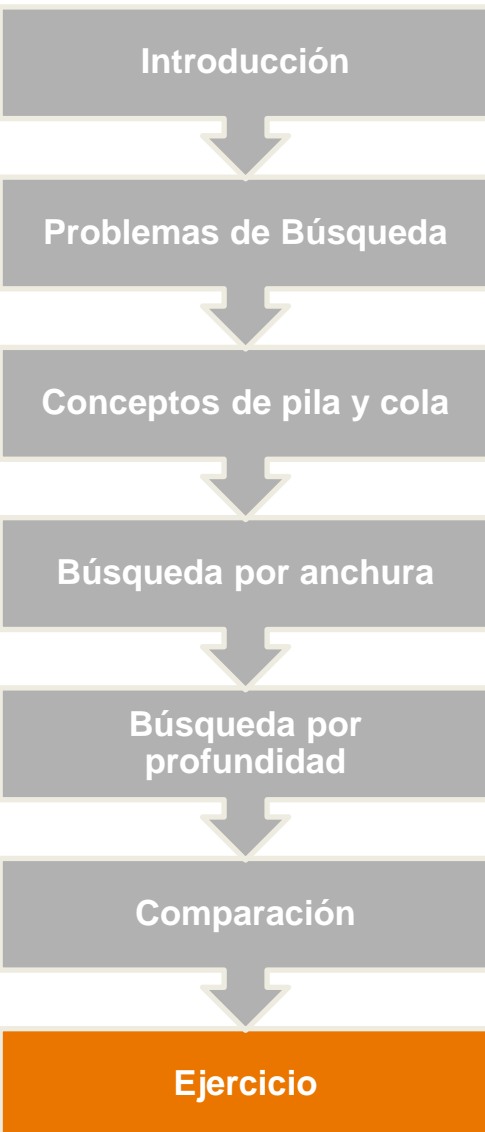 Introducción
Problemas de Búsqueda
Conceptos de pila y cola
Búsqueda por anchura
Búsqueda por
profundidad
Comparación
Ejercicio